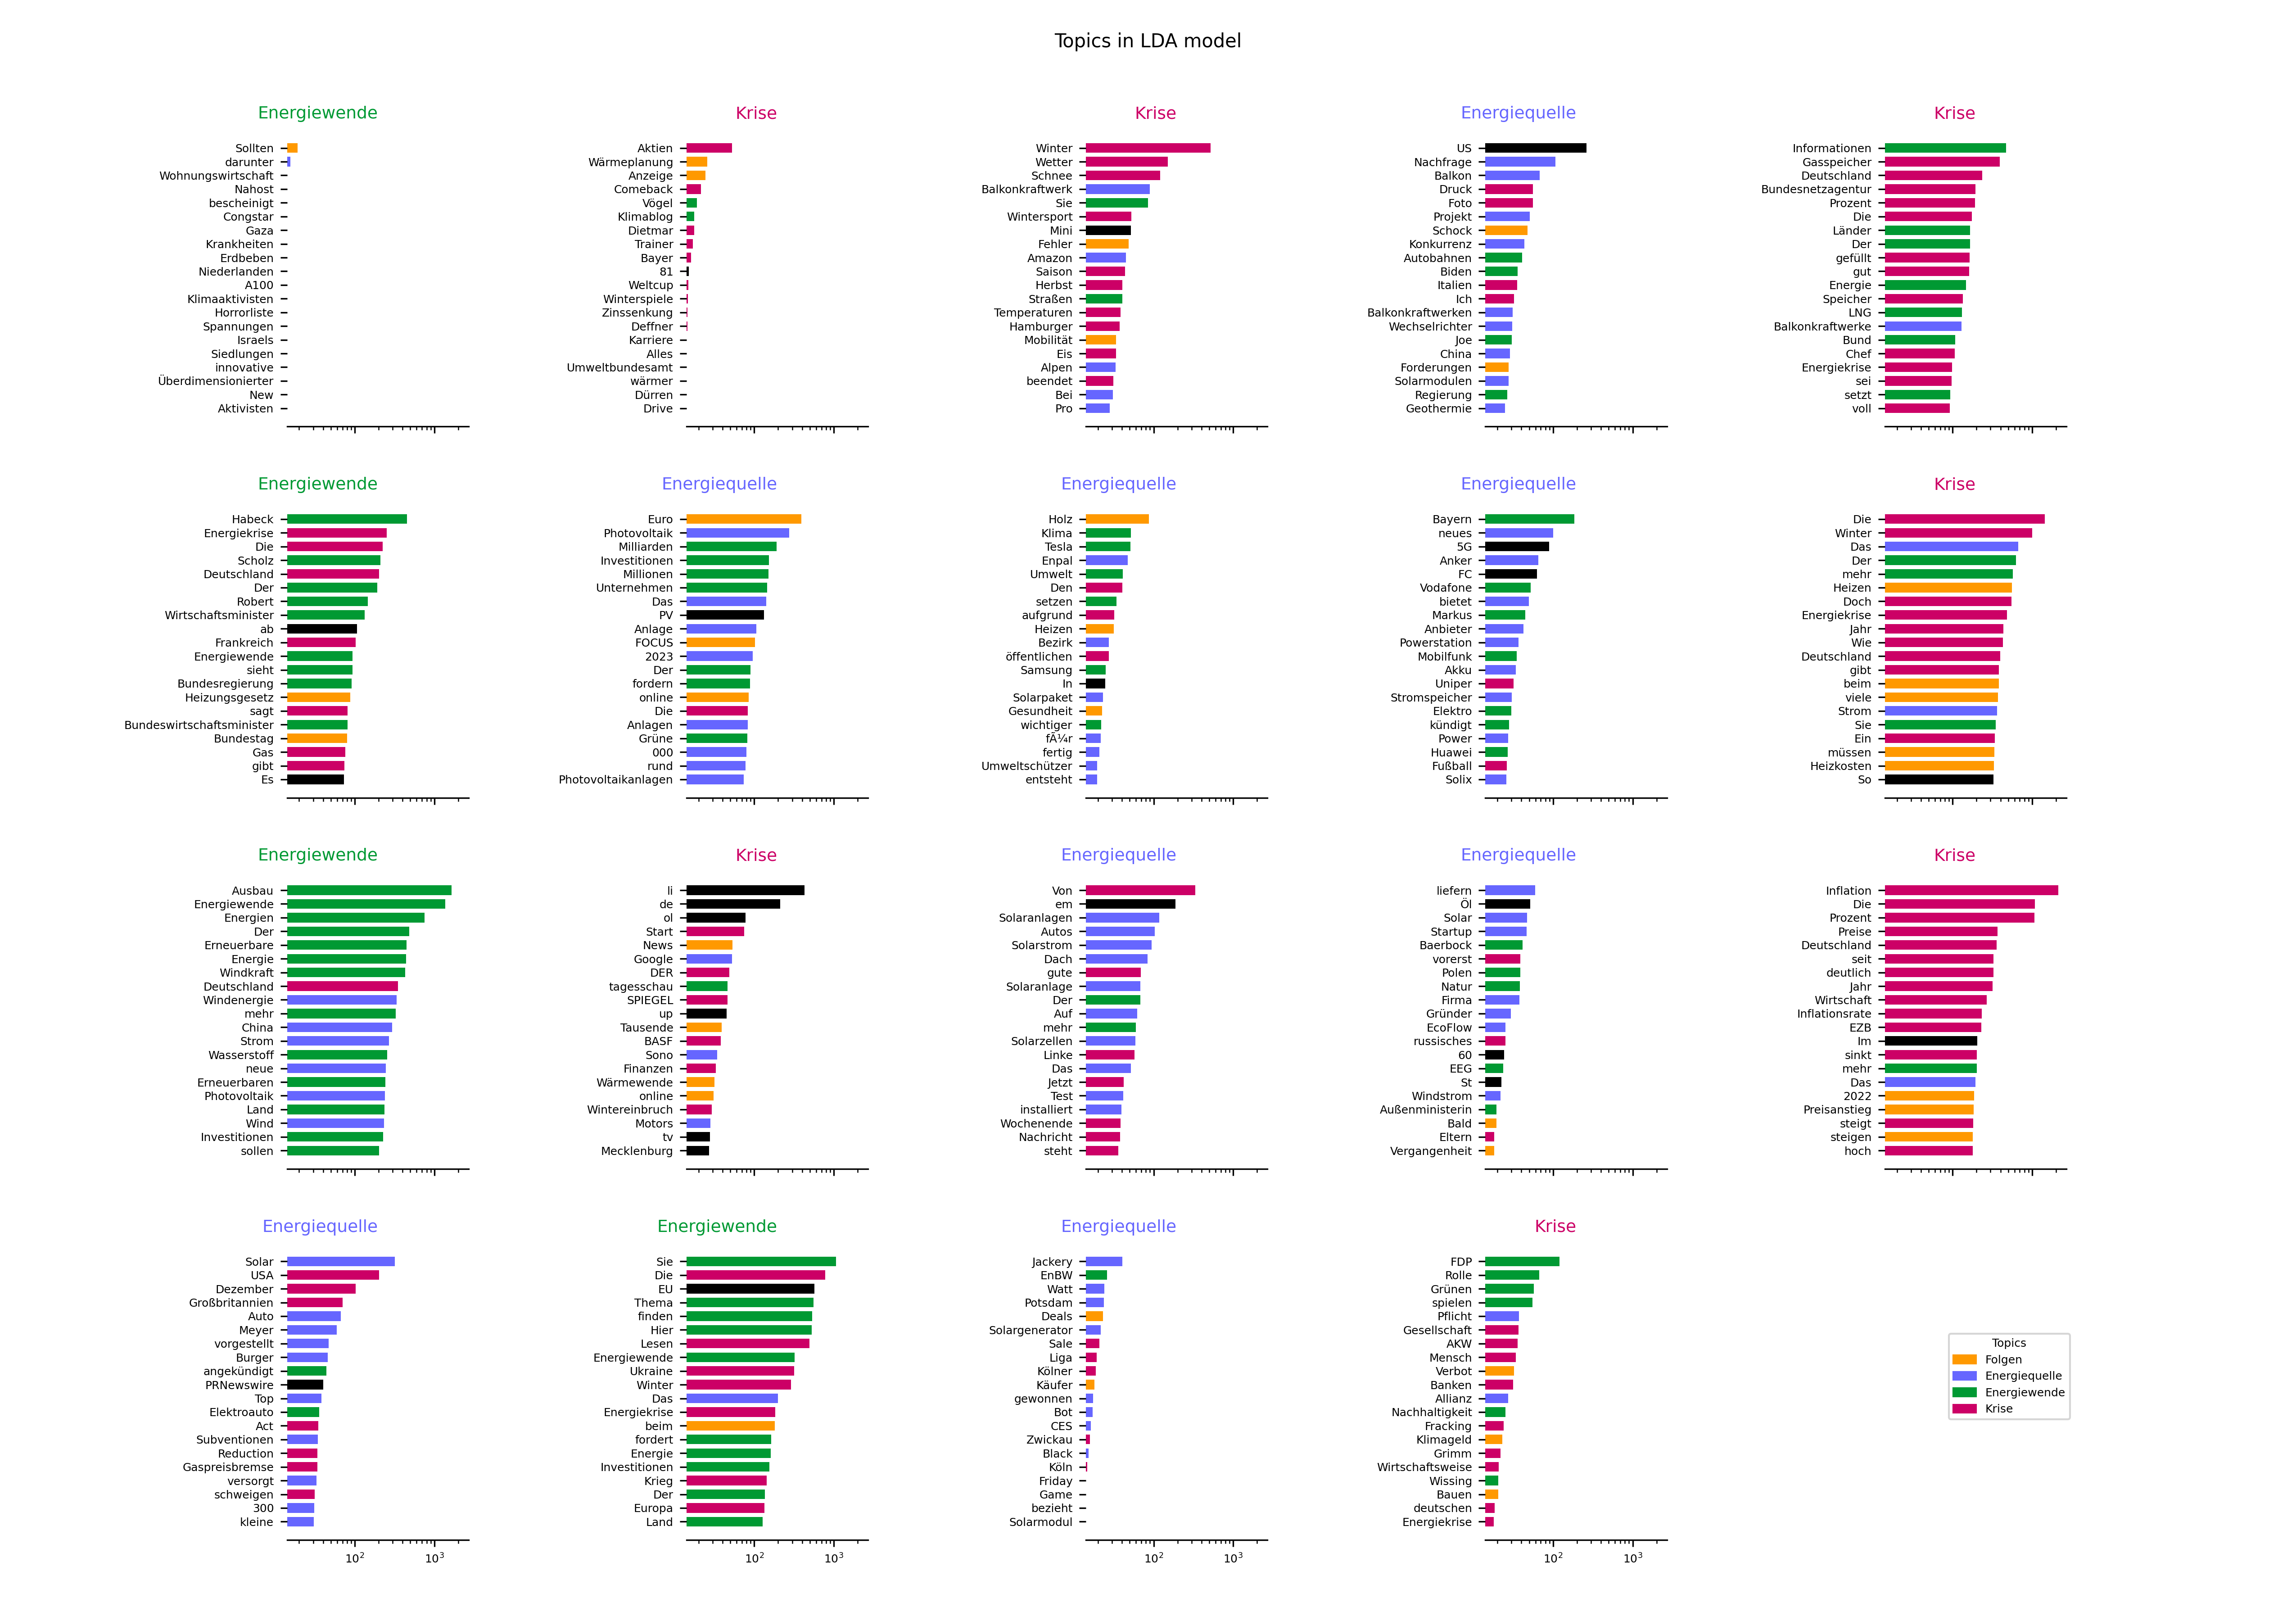 Topics in LDA model
Energiewende
Sollten
darunter
Wohnungswirtschaft
Nahost
bescheinigt
Congstar
Gaza
Krankheiten
Erdbeben
Niederlanden
A100
Klimaaktivisten
Horrorliste
Spannungen
Israels
Siedlungen
innovative
Überdimensionierter
New
Aktivisten
Krise
Aktien
Wärmeplanung
Anzeige
Comeback
Vögel
Klimablog
Dietmar
Trainer
Bayer
81
Weltcup
Winterspiele
Zinssenkung
Deffner
Karriere
Alles
Umweltbundesamt
wärmer
Dürren
Drive
Krise
Winter
Wetter
Schnee
Balkonkraftwerk
Sie
Wintersport
Mini
Fehler
Amazon
Saison
Herbst
Straßen
Temperaturen
Hamburger
Mobilität
Eis
Alpen
beendet
Bei
Pro
Energiequelle
US
Nachfrage
Balkon
Druck
Foto
Projekt
Schock
Konkurrenz
Autobahnen
Biden
Italien
Ich
Balkonkraftwerken
Wechselrichter
Joe
China
Forderungen
Solarmodulen
Regierung
Geothermie
Krise
Informationen
Gasspeicher
Deutschland
Bundesnetzagentur
Prozent
Die
Länder
Der
gefüllt
gut
Energie
Speicher
LNG
Balkonkraftwerke
Bund
Chef
Energiekrise
sei
setzt
voll
Energiewende
Habeck
Energiekrise
Die
Scholz
Deutschland
Der
Robert
Wirtschaftsminister
ab
Frankreich
Energiewende
sieht
Bundesregierung
Heizungsgesetz
sagt
Bundeswirtschaftsminister
Bundestag
Gas
gibt
Es
Energiequelle
Euro
Photovoltaik
Milliarden
Investitionen
Millionen
Unternehmen
Das
PV
Anlage
FOCUS
2023
Der
fordern
online
Die
Anlagen
Grüne
000
rund
Photovoltaikanlagen
Energiequelle
Holz
Klima
Tesla
Enpal
Umwelt
Den
setzen
aufgrund
Heizen
Bezirk
öffentlichen
Samsung
In
Solarpaket
Gesundheit
wichtiger
fÃ¼r
fertig
Umweltschützer
entsteht
Energiequelle
Bayern
neues
5G
Anker
FC
Vodafone
bietet
Markus
Anbieter
Powerstation
Mobilfunk
Akku
Uniper
Stromspeicher
Elektro
kündigt
Power
Huawei
Fußball
Solix
Krise
Die
Winter
Das
Der
mehr
Heizen
Doch
Energiekrise
Jahr
Wie
Deutschland
gibt
beim
viele
Strom
Sie
Ein
müssen
Heizkosten
So
Energiewende
Ausbau
Energiewende
Energien
Der
Erneuerbare
Energie
Windkraft
Deutschland
Windenergie
mehr
China
Strom
Wasserstoff
neue
Erneuerbaren
Photovoltaik
Land
Wind
Investitionen
sollen
Krise
li
de
ol
Start
News
Google
DER
tagesschau
SPIEGEL
up
Tausende
BASF
Sono
Finanzen
Wärmewende
online
Wintereinbruch
Motors
tv
Mecklenburg
Energiequelle
Von
em
Solaranlagen
Autos
Solarstrom
Dach
gute
Solaranlage
Der
Auf
mehr
Solarzellen
Linke
Das
Jetzt
Test
installiert
Wochenende
Nachricht
steht
Energiequelle
liefern
Öl
Solar
Startup
Baerbock
vorerst
Polen
Natur
Firma
Gründer
EcoFlow
russisches
60
EEG
St
Windstrom
Außenministerin
Bald
Eltern
Vergangenheit
Krise
Inflation
Die
Prozent
Preise
Deutschland
seit
deutlich
Jahr
Wirtschaft
Inflationsrate
EZB
Im
sinkt
mehr
Das
2022
Preisanstieg
steigt
steigen
hoch
Energiequelle
Solar
USA
Dezember
Großbritannien
Auto
Meyer
vorgestellt
Burger
angekündigt
PRNewswire
Top
Elektroauto
Act
Subventionen
Reduction
Gaspreisbremse
versorgt
schweigen
300
kleine
10² 10³
Energiewende
Sie
Die
EU
Thema
finden
Hier
Lesen
Energiewende
Ukraine
Winter
Das
Energiekrise
beim
fordert
Energie
Investitionen
Krieg
Der
Europa
Land
10² 10³
Energiequelle
Jackery
EnBW
Watt
Potsdam
Deals
Solargenerator
Sale
Liga
Kölner
Käufer
gewonnen
Bot
CES
Zwickau
Black
Köln
Friday
Game
bezieht
Solarmodul
10² 10³
Krise
FDP
Rolle
Grünen
spielen
Pflicht
Gesellschaft
AKW
Mensch
Verbot
Banken
Allianz
Nachhaltigkeit
Fracking
Klimageld
Grimm
Wirtschaftsweise
Wissing
Bauen
deutschen
Energiekrise
10² 10³
Topics
Folgen
Energiequelle
Energiewende
Krise